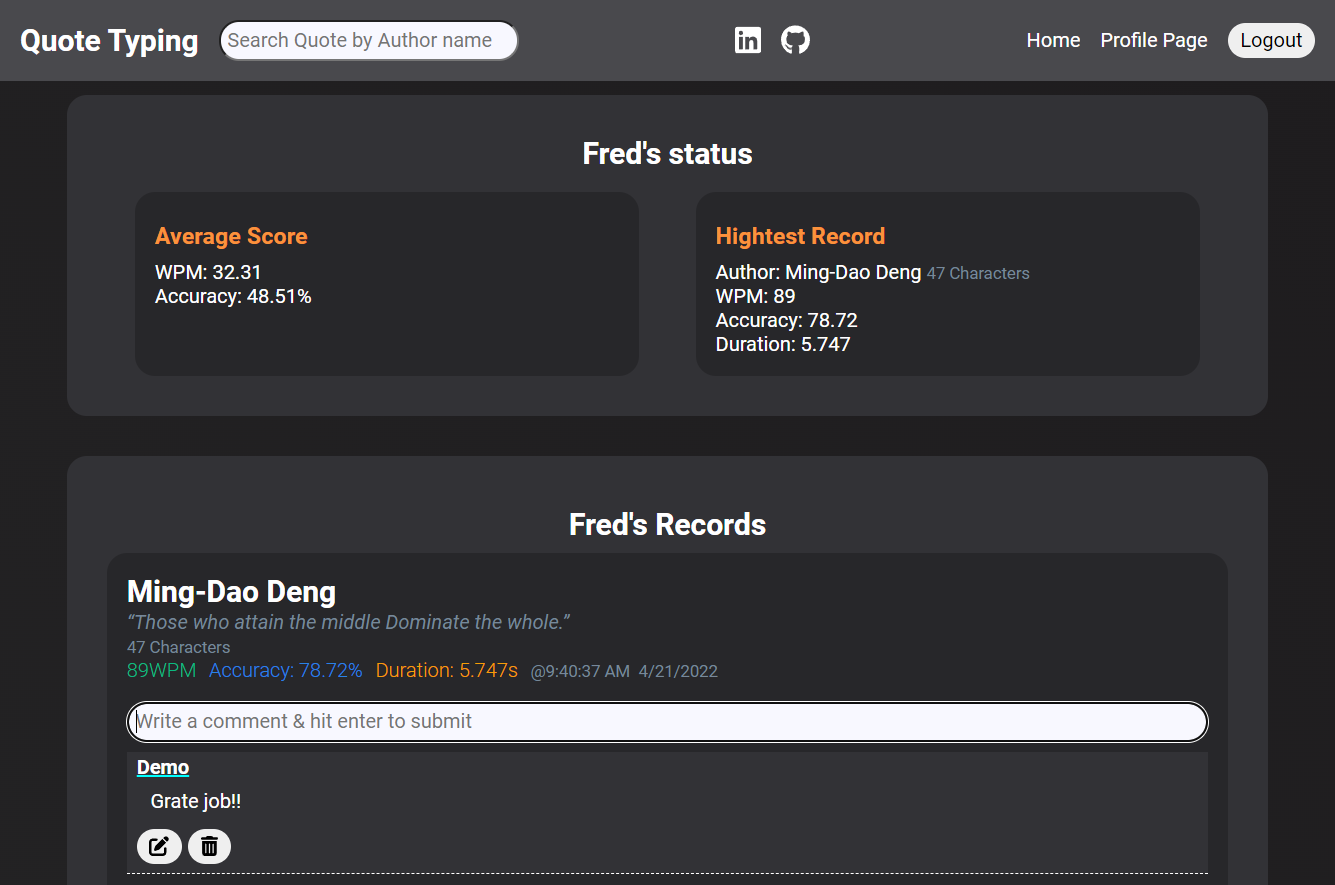 Quote Typing
Search Quote by Author name
Home
Profile Page
Logout
Fred's status
Average Score
WPM: 32.31
Accuracy: 48.51%
Hightest Record
Author: Ming-Dao Deng 47 Characters
WPM: 89
Accuracy: 78.72
Duration: 5.747
Fred's Records
Ming-Dao Deng
“Those who attain the middle Dominate the whole.”
47 Characters
89WPM Accuracy: 78.72% Duration: 5.747s @9:40:37 AM 4/21/2022
Write a comment & hit enter to submit
Demo
Grate job!!